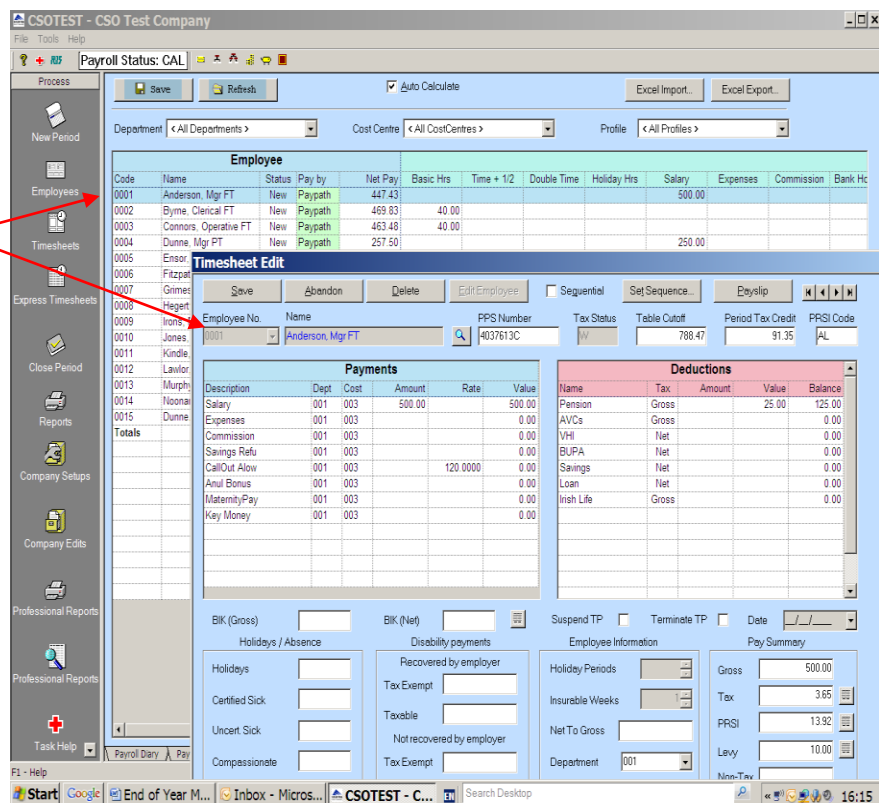 CSOTEST - CSO Test Company
File Tools Help
Payroll Status: CAL
Process
Save Refresh Auto Calculate Excel Import... Excel Export...
New Period
Department < All Departments > Cost Centre < All CostCentres > Profile < All Profiles >
Employee
Code Name Status Pay by Net Pay Basic Hrs Time + 1/2 Double Time Holiday Hrs Salary Expenses Commission Bank Ho
Employees
0001 Anderson, Mgr FT New Paypath 447.43 500.00
0002 Byrne, Clerical FT New Paypath 469.83 40.00
0003 Connors, Operative FT New Paypath 463.48 40.00
0004 Dunne, Mgr PT New Paypath 257.50 250.00
Timesheets
0005 Ensor,
0006 Fitzpat
0007 Grimes
0008 Hegert
0009 Irons,
0010 Jones,
0011 Kindle,
0012 Lawlor
0013 Murphy
0014 Noonan
0015 Dunne
Totals
Express Timesheets
Close Period
Reports
Company Setups
Company Edits
Professional Reports
Professional Reports
Task Help
Timesheet Edit
Save Abandon Delete Edit Employee Sequential Set Sequence... Payslip
Employee No. Name PPS Number Tax Status Table Cutoff Period Tax Credit PRSI Code
0001 Anderson, Mgr FT 4037613C W 788.47 91.35 AL
Payments
Description Dept Cost Amount Rate Value
Salary 001 003 500.00 500.00
Expenses 001 003 0.00
Commission 001 003 0.00
Savings Refu 001 003 0.00
CallOut Alow 001 003 120.0000 0.00
Anul Bonus 001 003 0.00
MaternityPay 001 003 0.00
Key Money 001 003 0.00
Deductions
Name Tax Amount Value Balance
Pension Gross 25.00 125.00
AVCs Gross 0.00
VHI Net 0.00
BUPA Net 0.00
Savings Net 0.00
Loan Net 0.00
Irish Life Gross 0.00
BIK (Gross) BIK (Net) Suspend TP Terminate TP Date __/__/____
Holidays / Absence
Holidays
Certified Sick
Uncert. Sick
Compassionate
Disability payments
Recovered by employer
Tax Exempt
Taxable
Not recovered by employer
Tax Exempt
Employee Information
Holiday Periods
Insurable Weeks 1
Net To Gross
Department 001
Pay Summary
Gross 500.00
Tax 3.65
PRSI 13.92
Levy 10.00
Non-Tax
Payrol Diary Pay
F1 - Help
Start Google End of Year M... Inbox - Micros... CSOTEST - C... EN Search Desktop 16:15